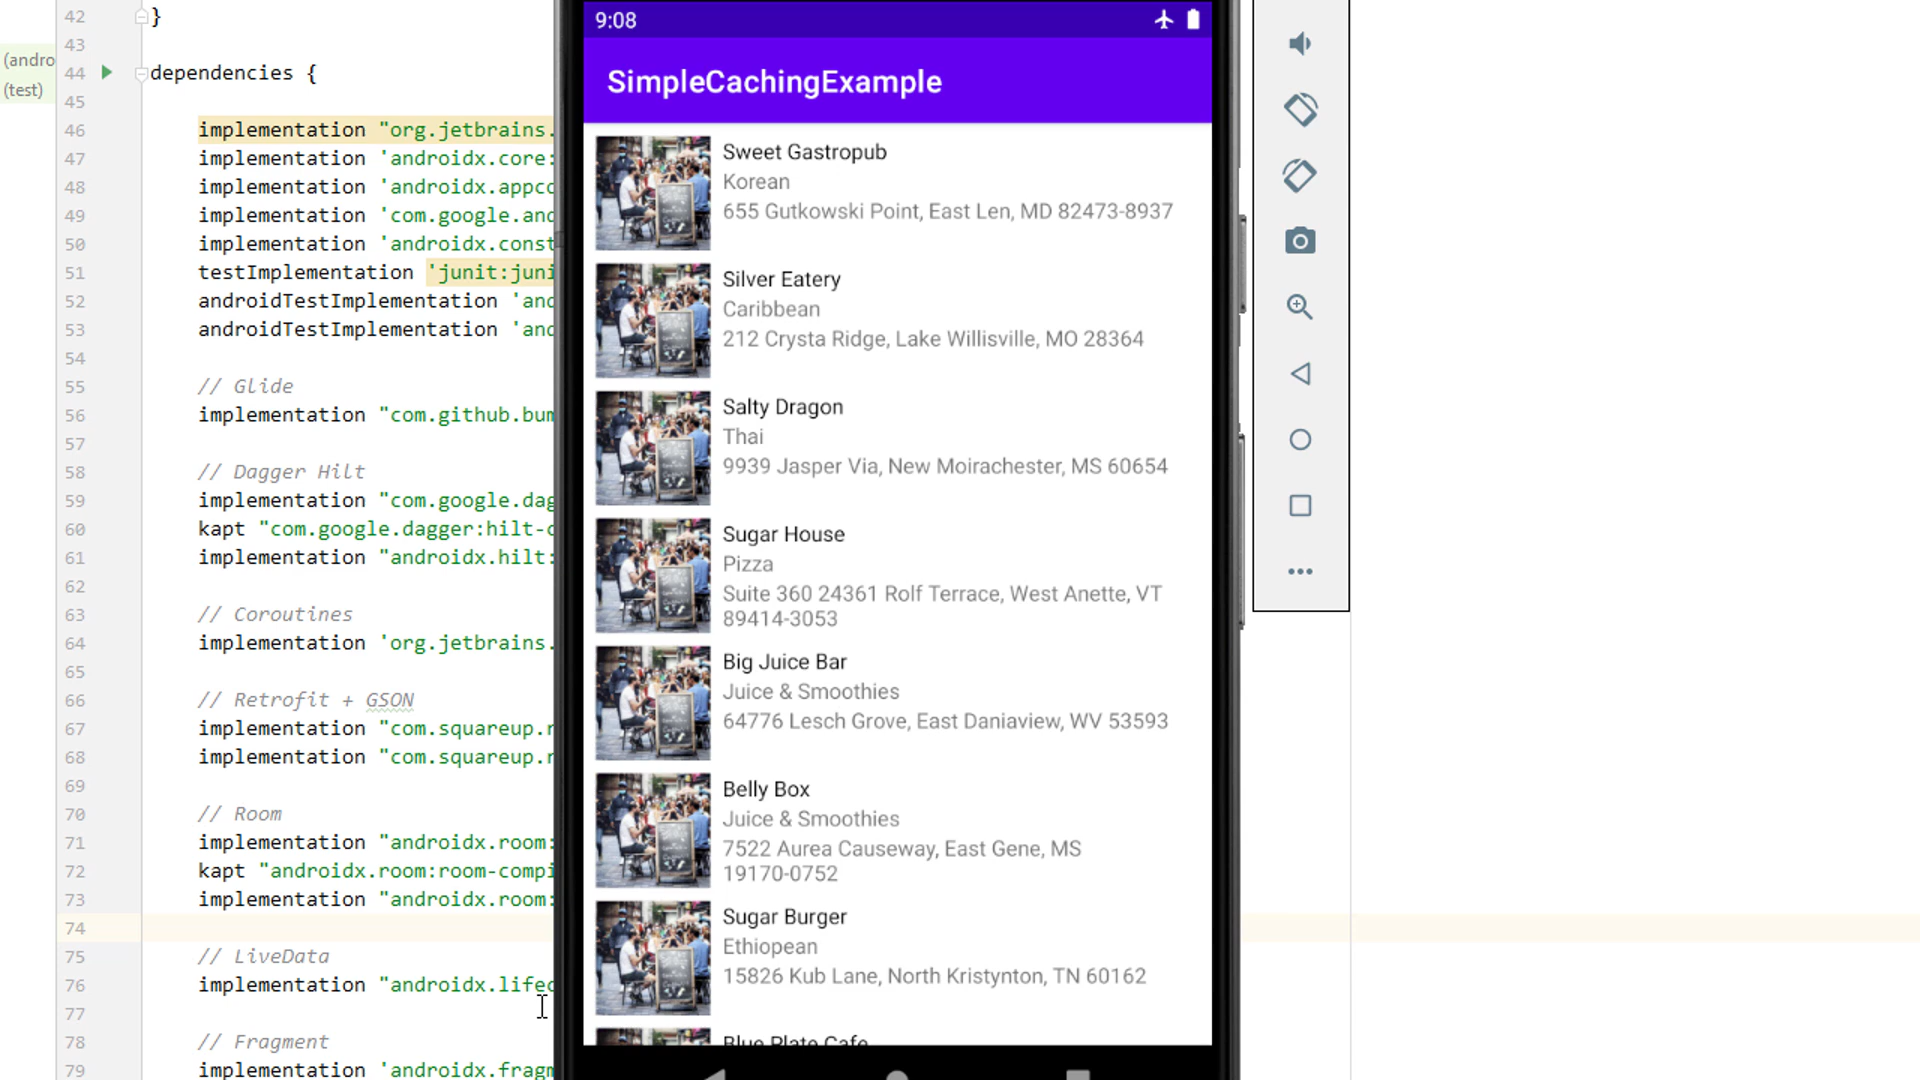 (andro
(test)
42 }
43
44 dependencies {
45
46 implementation "org.jetbrains.
47 implementation 'androidx.core:
48 implementation 'androidx.appco
49 implementation 'com.google.and
50 implementation 'androidx.const
51 testImplementation 'junit:juni
52 androidTestImplementation 'and
53 androidTestImplementation 'and
54
55 // Glide
56 implementation "com.github.bum
57
58 // Dagger Hilt
59 implementation "com.google.dag
60 kapt "com.google.dagger:hilt-c
61 implementation "androidx.hilt:
62
63 // Coroutines
64 implementation 'org.jetbrains.
65
66 // Retrofit + GSON
67 implementation "com.squareup.r
68 implementation "com.squareup.r
69
70 // Room
71 implementation "androidx.room:
72 kapt "androidx.room:room-compi
73 implementation "androidx.room:
74
75 // LiveData
76 implementation "androidx.lifec
77
78 // Fragment
79 implementation 'androidx.fragm
9:08
SimpleCachingExample
Sweet Gastropub
Korean
655 Gutkowski Point, East Len, MD 82473-8937
Silver Eatery
Caribbean
212 Crysta Ridge, Lake Willisville, MO 28364
Salty Dragon
Thai
9939 Jasper Via, New Moirachester, MS 60654
Sugar House
Pizza
Suite 360 24361 Rolf Terrace, West Anette, VT
89414-3053
Big Juice Bar
Juice & Smoothies
64776 Lesch Grove, East Daniaview, WV 53593
Belly Box
Juice & Smoothies
7522 Aurea Causeway, East Gene, MS
19170-0752
Sugar Burger
Ethiopean
15826 Kub Lane, North Kristynton, TN 60162
Blue Plate Cafe